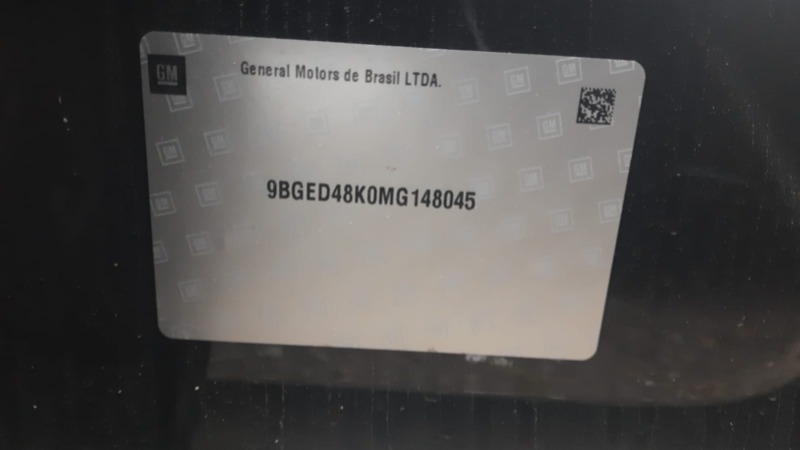 GM
General Motors de Brasil LTDA.
9BGED48K0MG148045